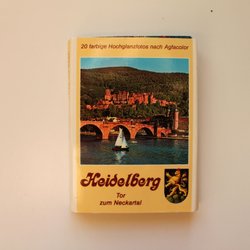 20 farbige Hochglanzfotos nach Agfacolor
Heidelberg
Tor
zum Neckartal